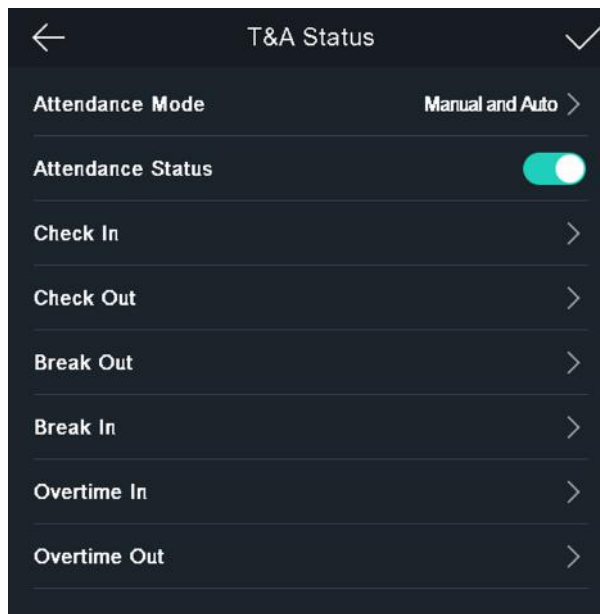 T&A Status
Attendance Mode Manual and Auto
Attendance Status
Check In
Check Out
Break Out
Break In
Overtime In
Overtime Out